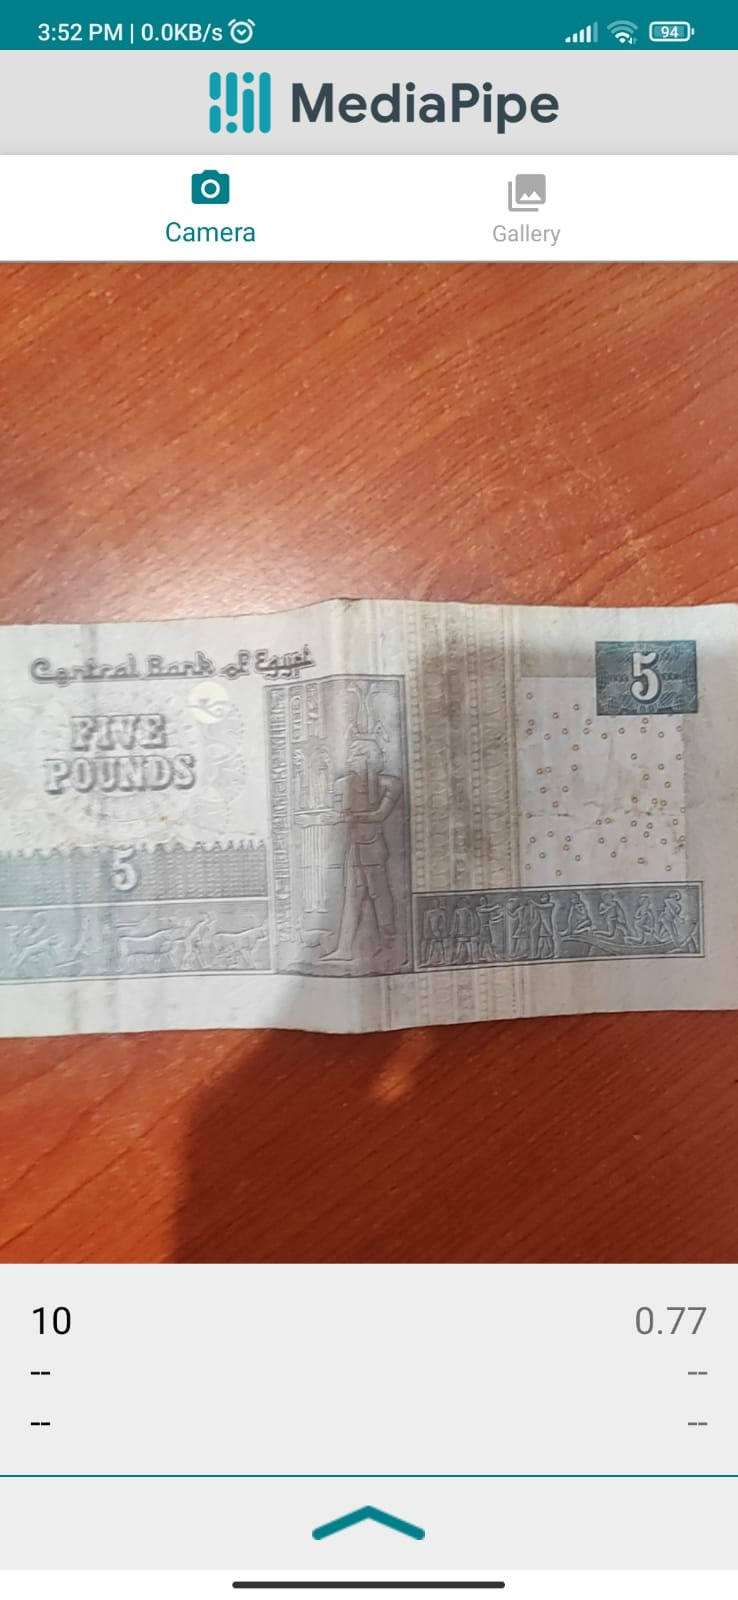 3:52 PM | 0.0KB/s
94
MediaPipe
Camera
Gallery
Central Bank of Egypt
5
FIVE
POUNDS
5
10 0.77
-- --
-- --